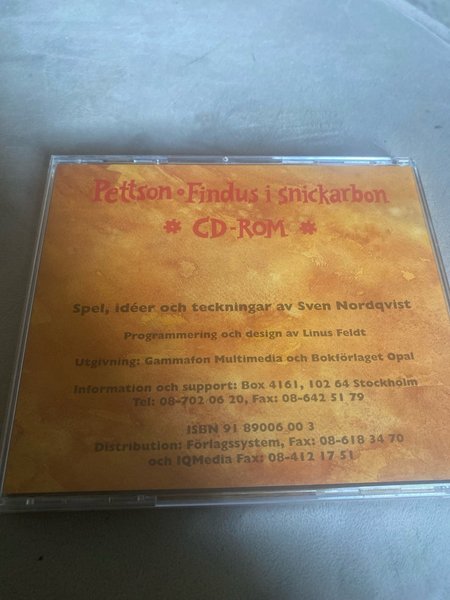 Pettson • Findus i snickarbon
* CD-ROM *
Spel, idéer och teckningar av Sven Nordqvist
Programmering och design av Linus Feldt
Utgivning: Gammafon Multimedia och Bokförlaget Opal
Information och support: Box 4161, 102 64 Stockholm
Tel: 08-702 06 20, Fax: 08-642 51 79
ISBN 91 89006 00 3
Distribution: Förlagssystem, Fax: 08-618 34 70
och IQMedia Fax: 08-412 17 51